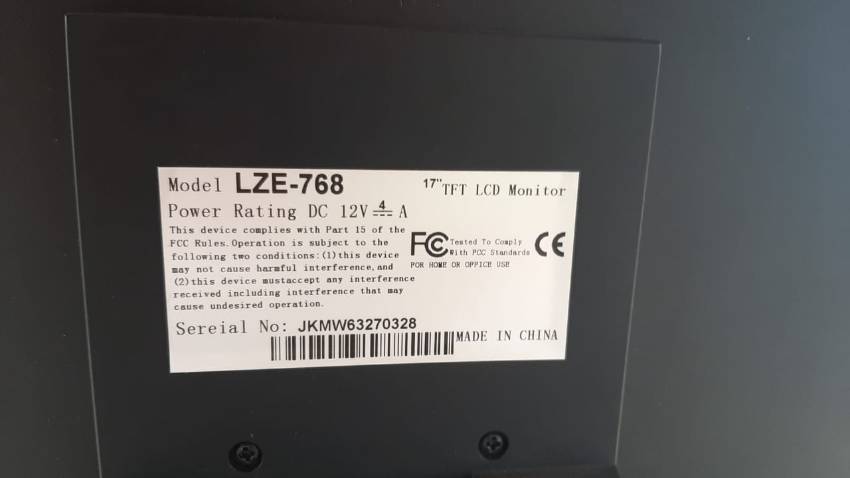 Model LZE-768
17" TFT LCD Monitor
Power Rating DC 12V 4 A
This device complies with Part 15 of the
FCC Rules.Operation is subject to the
following two conditions:(1)this device
may not cause harmful interference,and
(2)this device mustaccept any interference
received including interference that may
cause undesired operation.
FC Tested To Comply
With FCC Standards
CE
FOR HOME OR OFFICE USE
Sereial No: JKMW63270328
MADE IN CHINA